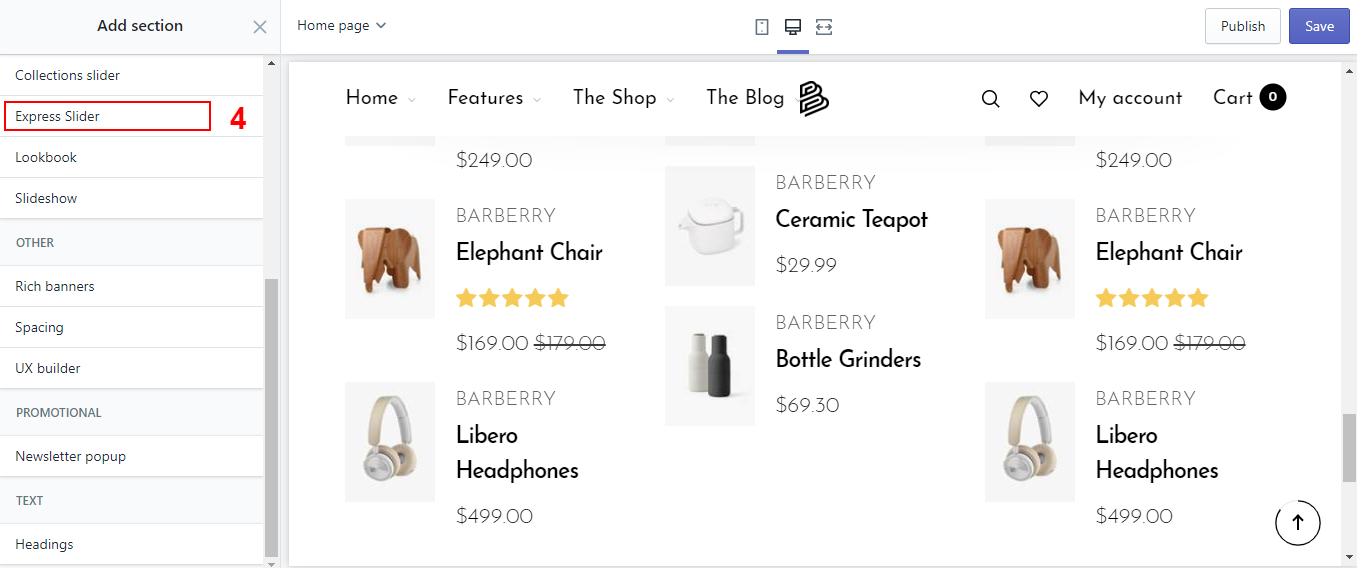 Add section
Home page
Publish
Save
Collections slider
Express Slider
4
Lookbook
Slideshow
OTHER
Rich banners
Spacing
UX builder
PROMOTIONAL
Newsletter popup
TEXT
Headings
Home
Features
The Shop
The Blog
My account
Cart 0
$249.00
BARBERRY
Elephant Chair
$169.00 $179.00
BARBERRY
Libero
Headphones
$499.00
BARBERRY
Ceramic Teapot
$29.99
BARBERRY
Bottle Grinders
$69.30
$249.00
BARBERRY
Elephant Chair
$169.00 $179.00
BARBERRY
Libero
Headphones
$499.00